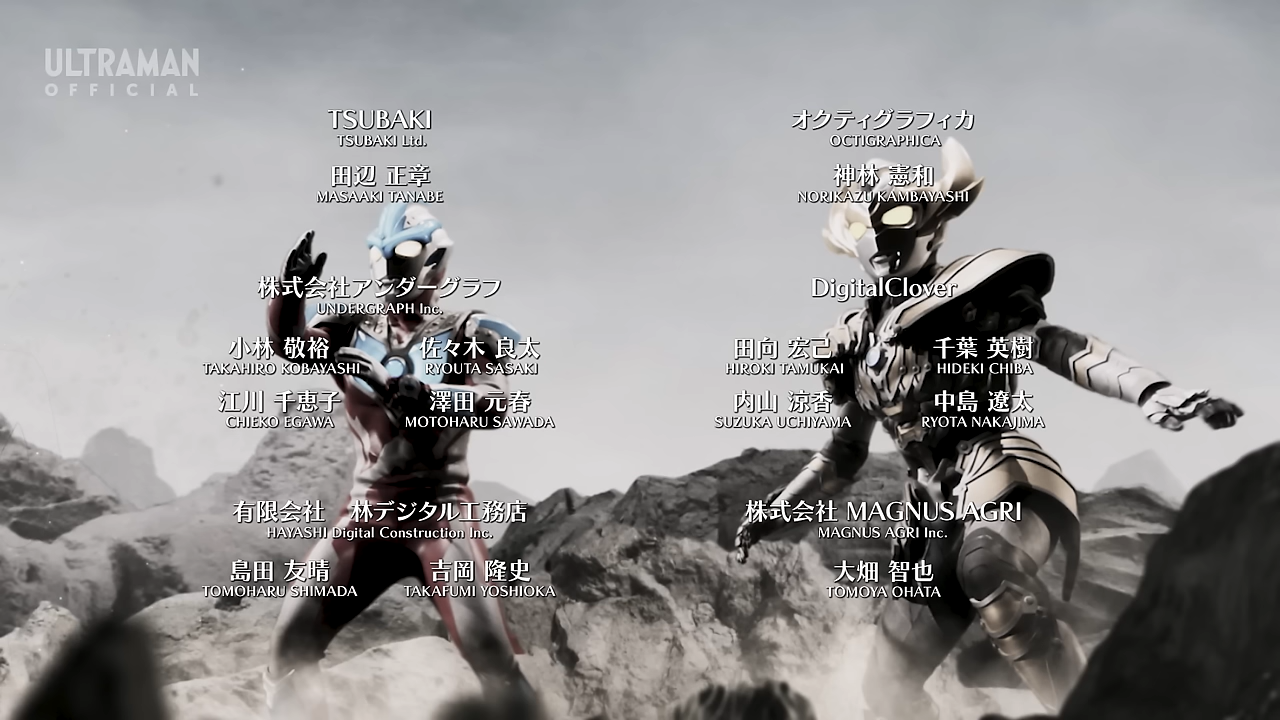 ULTRAMAN
OFFICIAL
TSUBAKI
TSUBAKI Ltd.
田辺 正章
MASAAKI TANABE
株式会社アンダーグラフ
UNDERGRAPH Inc.
小林 敬裕
TAKAHIRO KOBAYASHI
佐々木 良太
RYOUTA SASAKI
江川 千恵子
CHIEKO EGAWA
澤田 元春
MOTOHARU SAWADA
有限会社 林デジタル工務店
HAYASHI Digital Construction Inc.
島田 友晴
TOMOHARU SHIMADA
吉岡 隆史
TAKAFUMI YOSHIOKA
オクティグラフィカ
OCTIGRAPHICA
神林 憲和
NORIKAZU KAMBAYASHI
DigitalClover
田向 宏己
HIROKI TAMUKAI
千葉 英樹
HIDEKI CHIBA
内山 涼香
SUZUKA UCHIYAMA
中島 遼太
RYOTA NAKAJIMA
株式会社 MAGNUS AGRI
MAGNUS AGRI Inc.
大畑 智也
TOMOYA OHATA